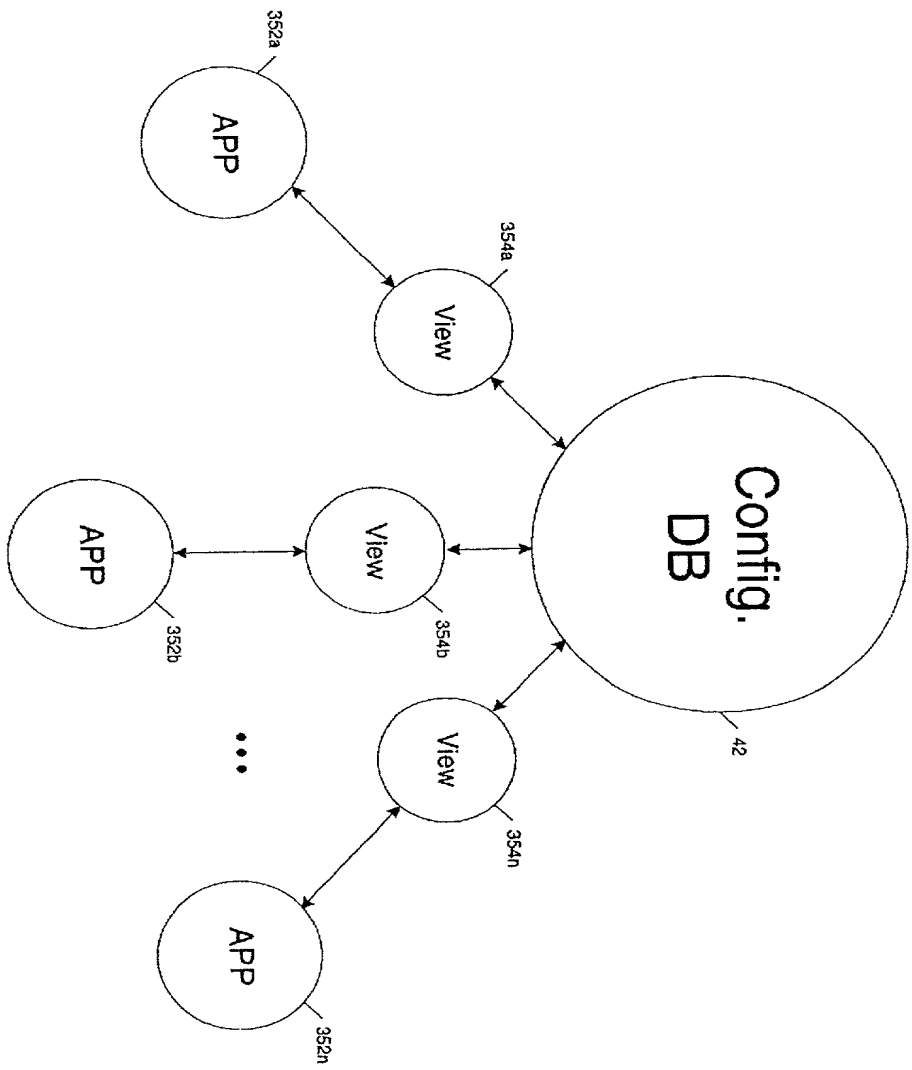 352a
APP
354a
View
Config.
DB
42
APP
352b
View
354b
View
354n
...
APP
352n